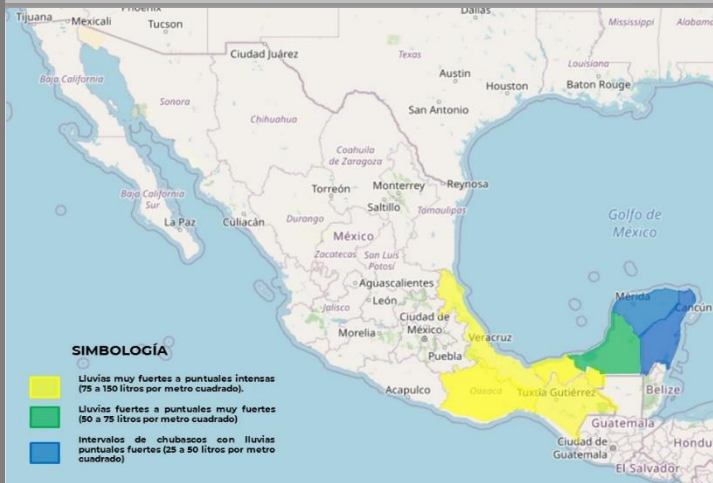 Phoenix
Dallas
Tijuana
Mexicali
Tucson
Mississippi
Alabama
Ciudad Juárez
Texas
Louisiana
Austin
Baton Rouge
Houston
Baja California
San Antonio
Sonora
Chihuahua
Coahuila
de Zaragoza
Torreón
Monterrey
Reynosa
Saltillo
Baja California
Sur
La Paz
Culiacán
Durango
Tamaulipas
Golfo de
México
México
Zacatecas
San Luis
Potosí
Aguascalientes
León
Jalisco
Mérida
Cancún
Ciudad de
México
Morelia
Veracruz
Puebla
Acapulco
Oaxaca
Tuxtla Gutiérrez
Belize
Guatemala
Ciudad de
Guatemala
Hondu
El Salvador
SIMBOLOGÍA
Lluvias muy fuertes a puntuales intensas
(75 a 150 litros por metro cuadrado).
Lluvias fuertes a puntuales muy fuertes
(50 a 75 litros por metro cuadrado)
Intervalos de chubascos con lluvias
puntuales fuertes (25 a 50 litros por metro
cuadrado)